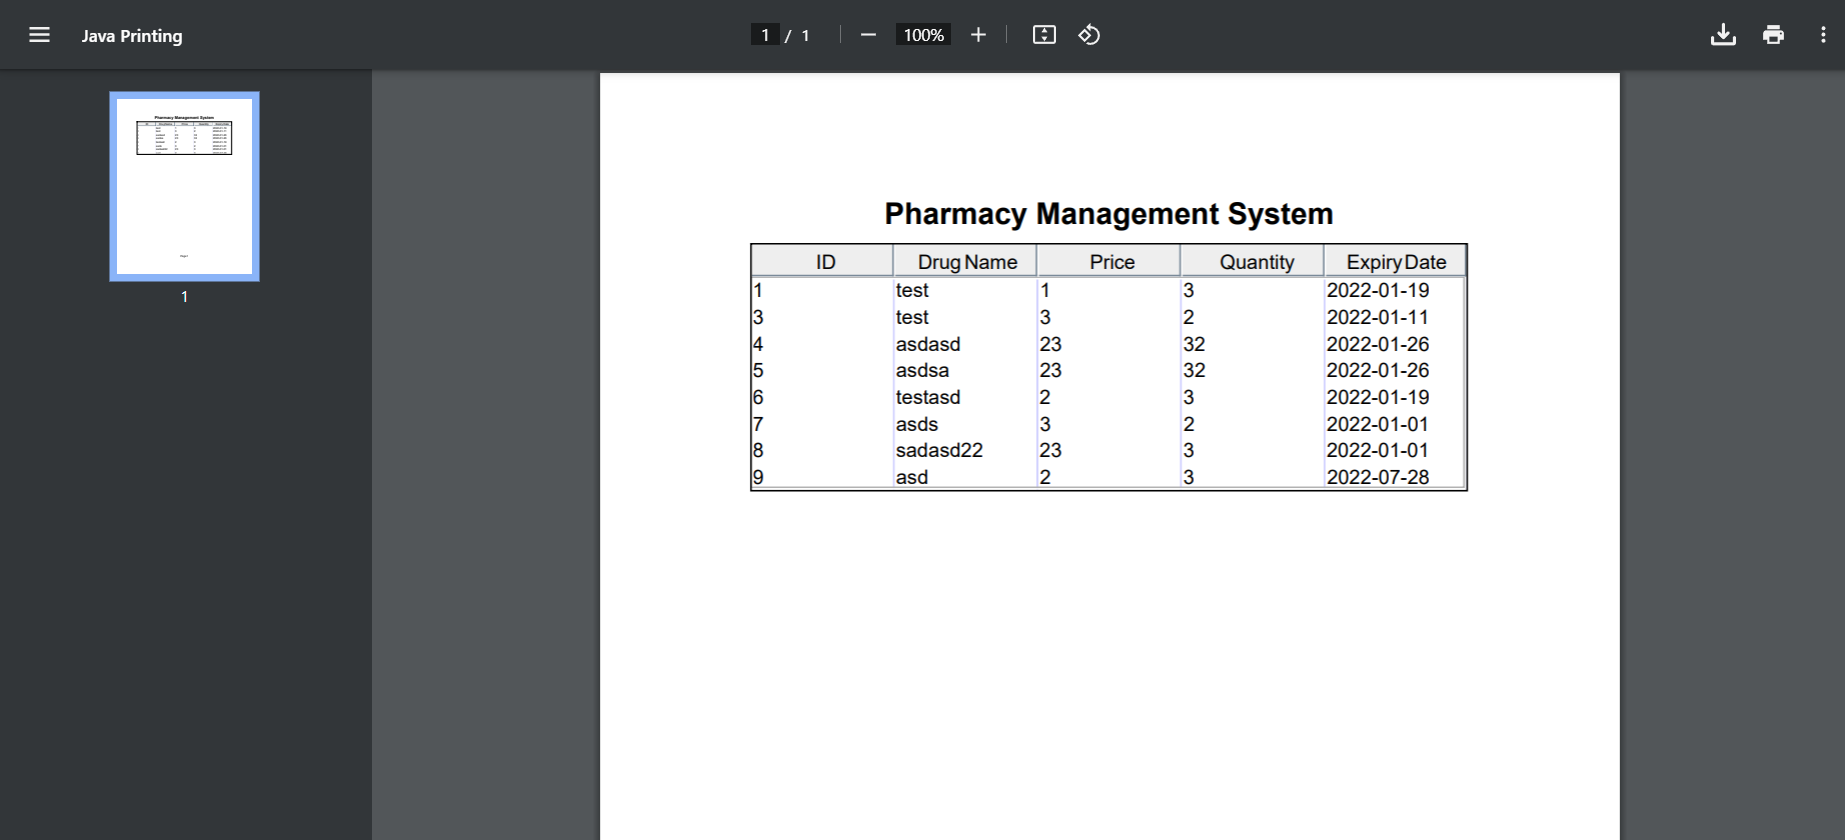 Java Printing
1 / 1
100%
Pharmacy Management System
ID Drug Name Price Quantity Expiry Date
1 test 1 3 2022-01-19
3 test 3 2 2022-01-11
4 asdasd 23 32 2022-01-26
5 asdsa 23 32 2022-01-26
6 testasd 2 3 2022-01-19
7 asds 3 2 2022-01-01
8 sadasd22 23 3 2022-01-01
9 asd 2 3 2022-07-28
Pharmacy Management System
1